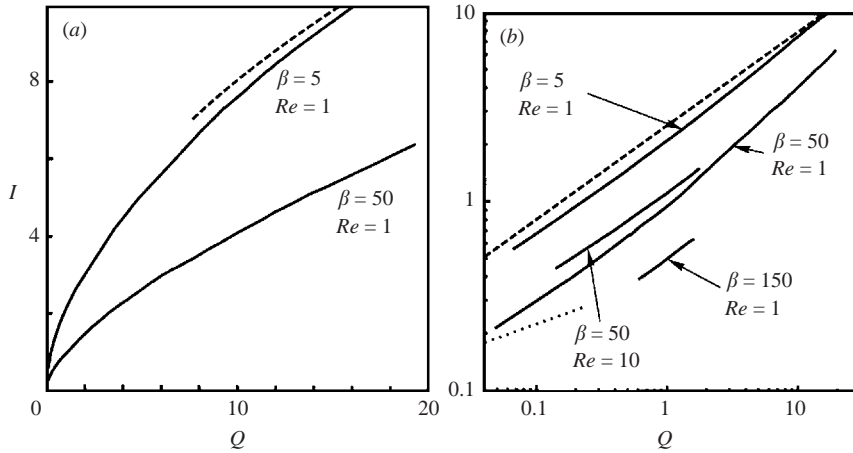 (a)
8
4
0
I
β = 5
Re = 1
β = 50
Re = 1
0
10
20
Q
(b)
10
1
0.1
β = 5
Re = 1
β = 50
Re = 1
β = 150
Re = 1
β = 50
Re = 10
0.1
1
10
Q